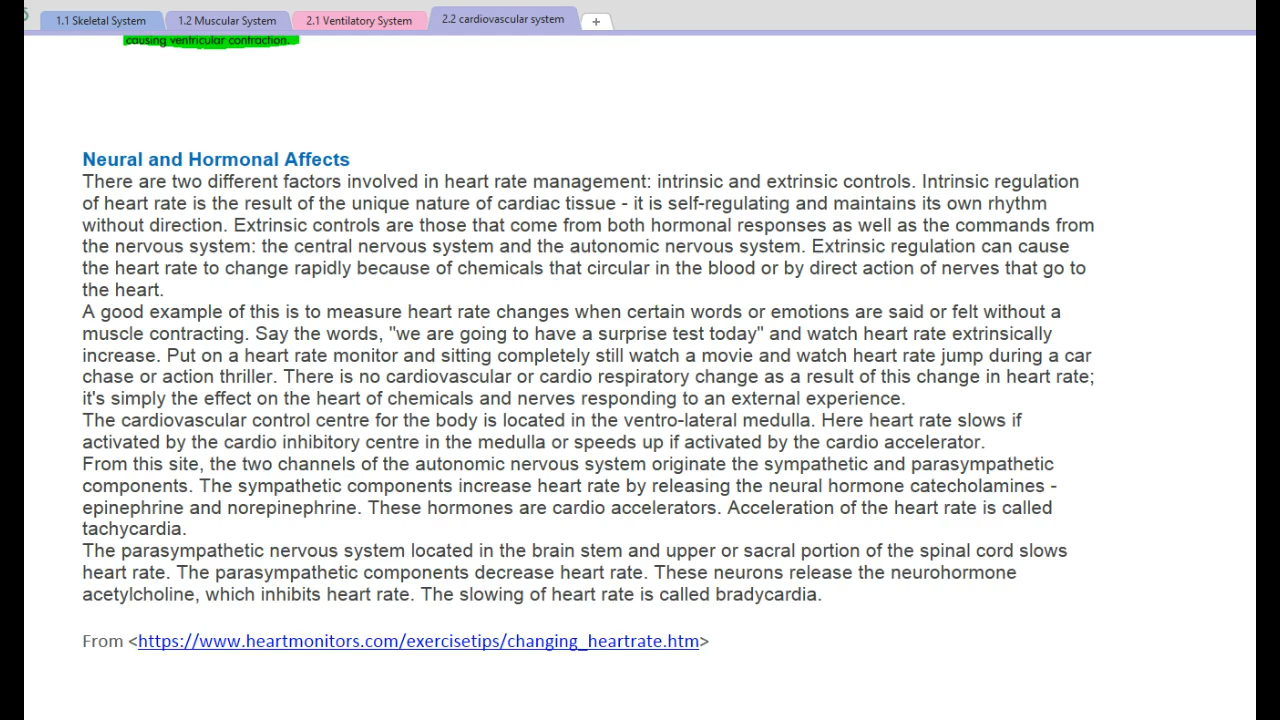 1.1 Skeletal System 1.2 Muscular System 2.1 Ventilatory System 2.2 cardiovascular system +
causing ventricular contraction.
Neural and Hormonal Affects
There are two different factors involved in heart rate management: intrinsic and extrinsic controls. Intrinsic regulation
of heart rate is the result of the unique nature of cardiac tissue - it is self-regulating and maintains its own rhythm
without direction. Extrinsic controls are those that come from both hormonal responses as well as the commands from
the nervous system: the central nervous system and the autonomic nervous system. Extrinsic regulation can cause
the heart rate to change rapidly because of chemicals that circular in the blood or by direct action of nerves that go to
the heart.
A good example of this is to measure heart rate changes when certain words or emotions are said or felt without a
muscle contracting. Say the words, "we are going to have a surprise test today" and watch heart rate extrinsically
increase. Put on a heart rate monitor and sitting completely still watch a movie and watch heart rate jump during a car
chase or action thriller. There is no cardiovascular or cardio respiratory change as a result of this change in heart rate;
it's simply the effect on the heart of chemicals and nerves responding to an external experience.
The cardiovascular control centre for the body is located in the ventro-lateral medulla. Here heart rate slows if
activated by the cardio inhibitory centre in the medulla or speeds up if activated by the cardio accelerator.
From this site, the two channels of the autonomic nervous system originate the sympathetic and parasympathetic
components. The sympathetic components increase heart rate by releasing the neural hormone catecholamines -
epinephrine and norepinephrine. These hormones are cardio accelerators. Acceleration of the heart rate is called
tachycardia.
The parasympathetic nervous system located in the brain stem and upper or sacral portion of the spinal cord slows
heart rate. The parasympathetic components decrease heart rate. These neurons release the neurohormone
acetylcholine, which inhibits heart rate. The slowing of heart rate is called bradycardia.
From <https://www.heartmonitors.com/exercisetips/changing_heartrate.htm>